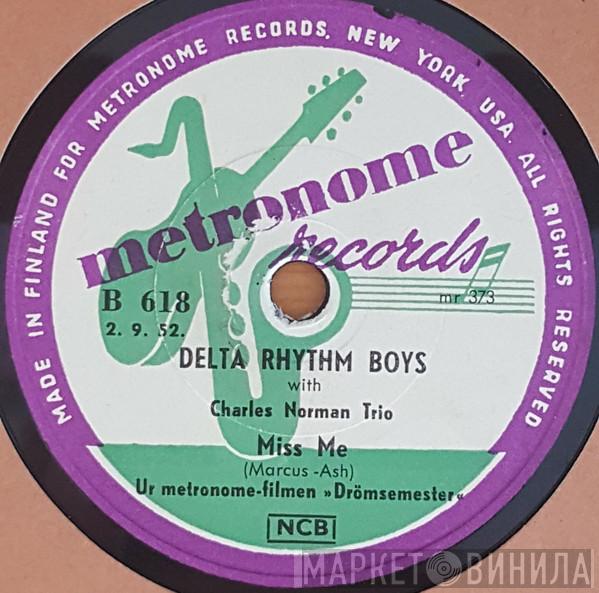 MADE IN FINLAND FOR METRONOME RECORDS, NEW YORK, USA. ALL RIGHTS RESERVED
metronome
records
B 618
mr 373
2. 9. 52.
DELTA RHYTHM BOYS
with
Charles Norman Trio
Miss Me
(Marcus -Ash)
Ur metronome-filmen »Drömsemester«
NCB
МАРКЕТ ВИНИЛА